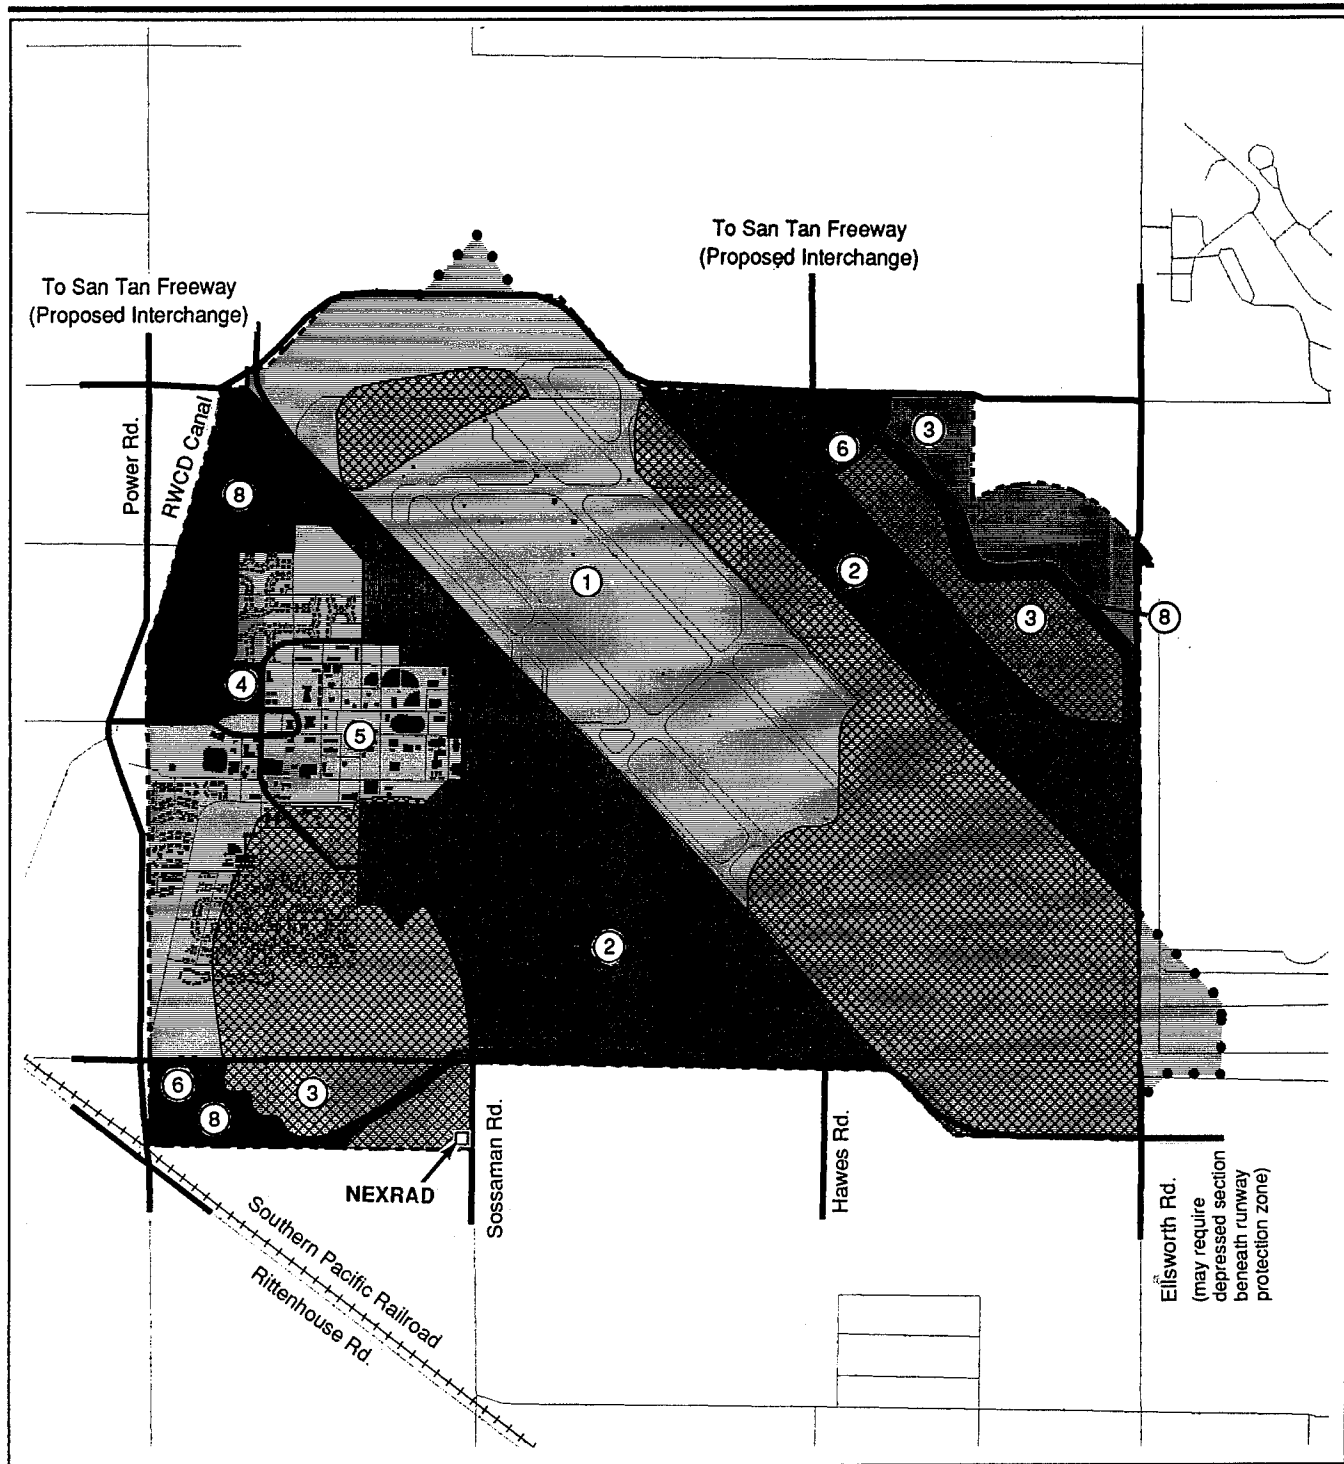 To San Tan Freeway
(Proposed Interchange)
To San Tan Freeway
(Proposed Interchange)
Power Rd.
RWCD Canal
8
6
3
2
1
3
8
4
5
2
6
8
3
NEXRAD
Sossaman Rd.
Hawes Rd.
Ellsworth Rd.
(may require
depressed section
beneath runway
protection zone)
Southern Pacific Railroad
Rittenhouse Rd.